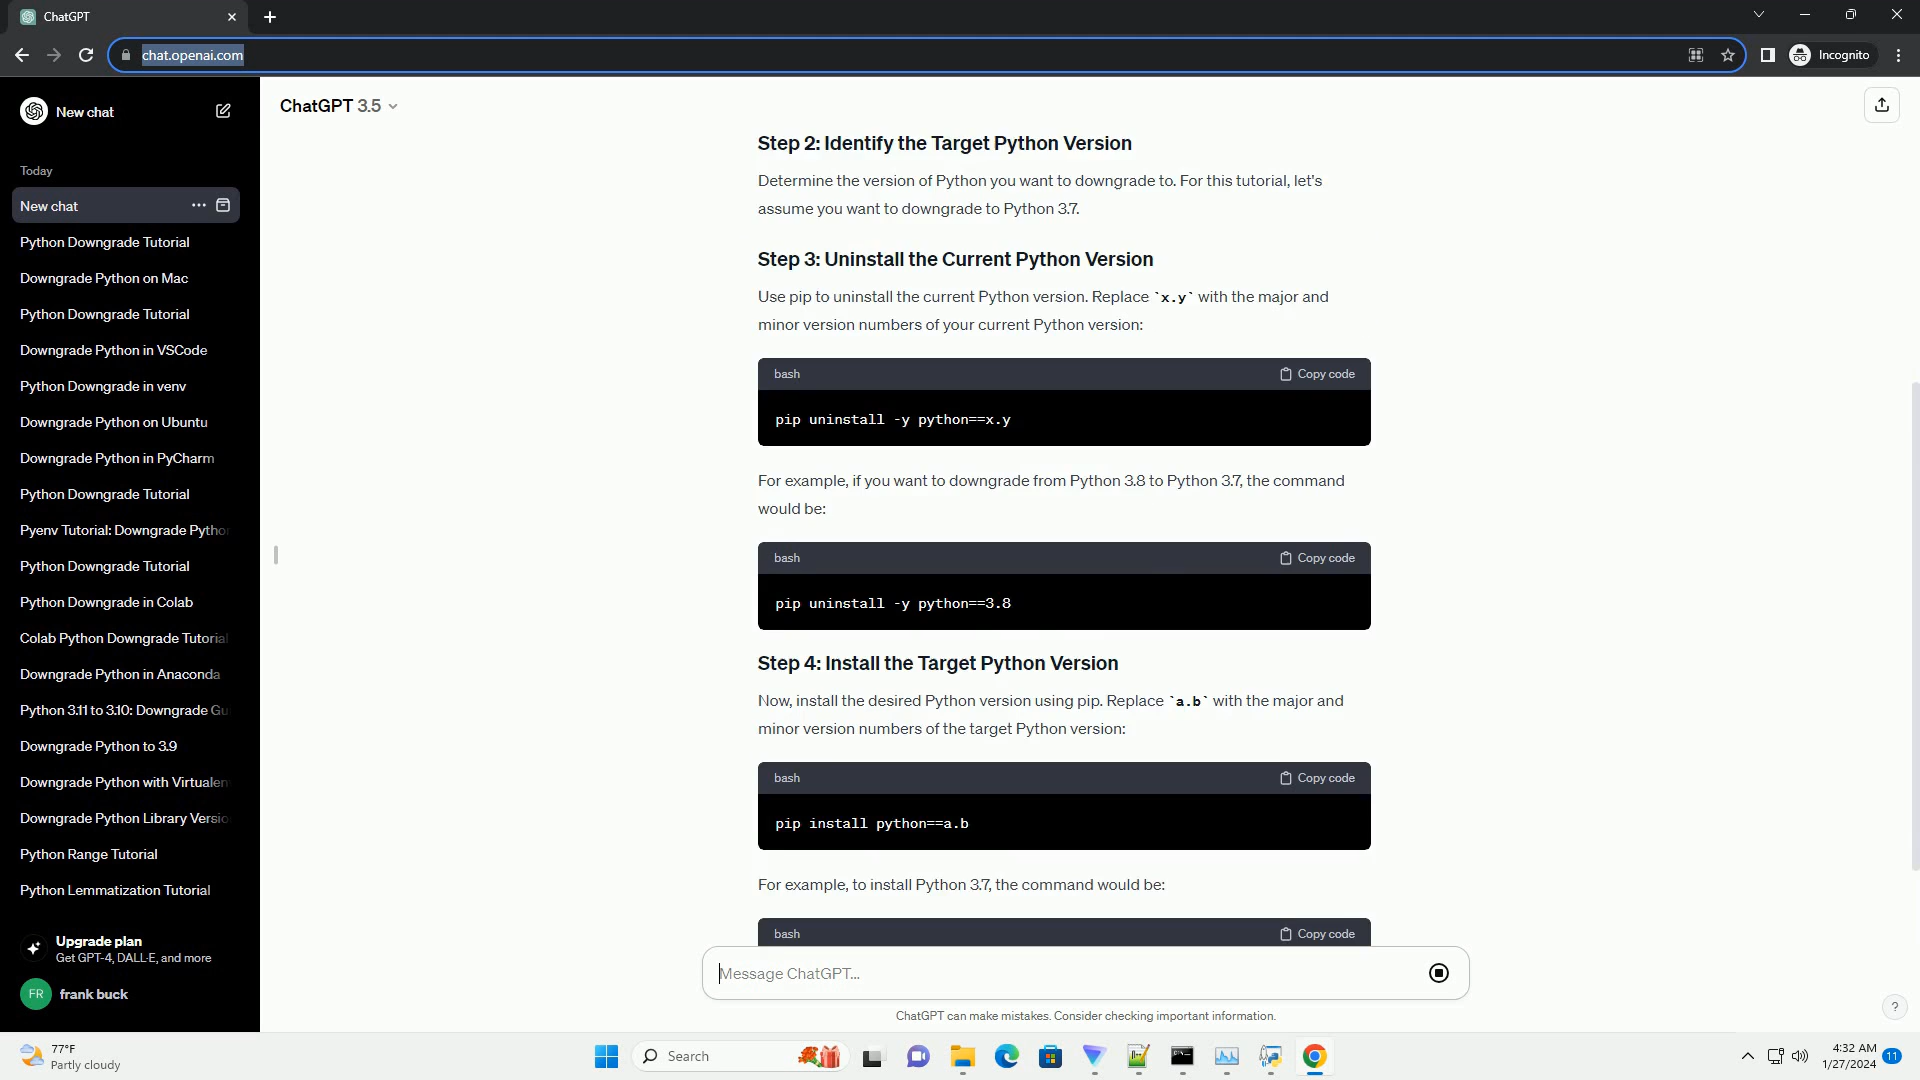 ChatGPT
chat.openai.com
Incognito
New chat
Today
New chat
Python Downgrade Tutorial
Downgrade Python on Mac
Python Downgrade Tutorial
Downgrade Python in VSCode
Python Downgrade in venv
Downgrade Python on Ubuntu
Downgrade Python in PyCharm
Python Downgrade Tutorial
Pyenv Tutorial: Downgrade Python
Python Downgrade Tutorial
Python Downgrade in Colab
Colab Python Downgrade Tutorial
Downgrade Python in Anaconda
Python 3.11 to 3.10: Downgrade Gu
Downgrade Python to 3.9
Downgrade Python with Virtualen
Downgrade Python Library Versio
Python Range Tutorial
Python Lemmatization Tutorial
Upgrade plan
Get GPT-4, DALL·E, and more
FR
frank buck
ChatGPT 3.5
Step 2: Identify the Target Python Version
Determine the version of Python you want to downgrade to. For this tutorial, let's
assume you want to downgrade to Python 3.7.
Step 3: Uninstall the Current Python Version
Use pip to uninstall the current Python version. Replace `x.y` with the major and
minor version numbers of your current Python version:
bash
Copy code
pip uninstall -y python==x.y
For example, if you want to downgrade from Python 3.8 to Python 3.7, the command
would be:
bash
Copy code
pip uninstall -y python==3.8
Step 4: Install the Target Python Version
Now, install the desired Python version using pip. Replace `a.b` with the major and
minor version numbers of the target Python version:
bash
Copy code
pip install python==a.b
For example, to install Python 3.7, the command would be:
bash
Copy code
Message ChatGPT...
ChatGPT can make mistakes. Consider checking important information.
?
77°F
Partly cloudy
Search
4:32 AM
1/27/2024
11